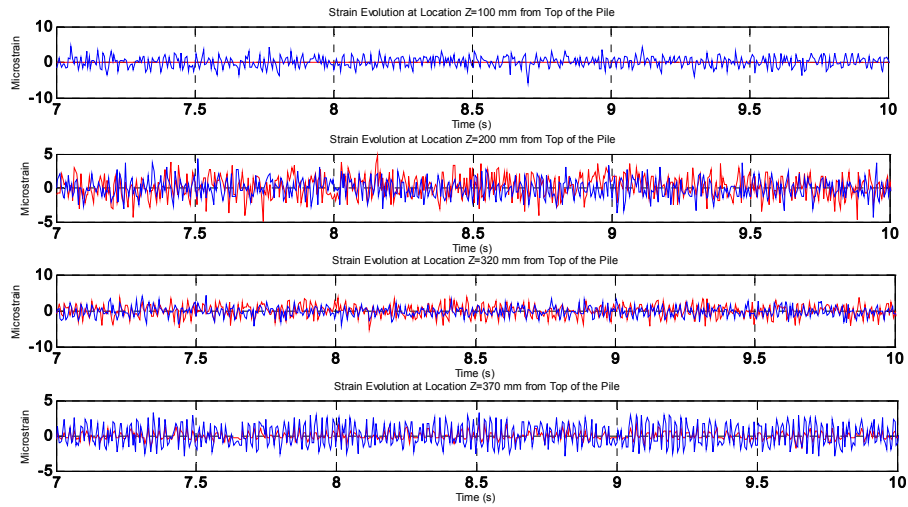 Strain Evolution at Location Z=100 mm from Top of the Pile
10
0
-10
Microstrain
7 7.5 8 8.5 9 9.5 10
Time (s)
Strain Evolution at Location Z=200 mm from Top of the Pile
5
0
-5
Microstrain
7 7.5 8 8.5 9 9.5 10
Time (s)
Strain Evolution at Location Z=320 mm from Top of the Pile
10
0
-10
Microstrain
7 7.5 8 8.5 9 9.5 10
Time (s)
Strain Evolution at Location Z=370 mm from Top of the Pile
5
0
-5
Microstrain
7 7.5 8 8.5 9 9.5 10
Time (s)